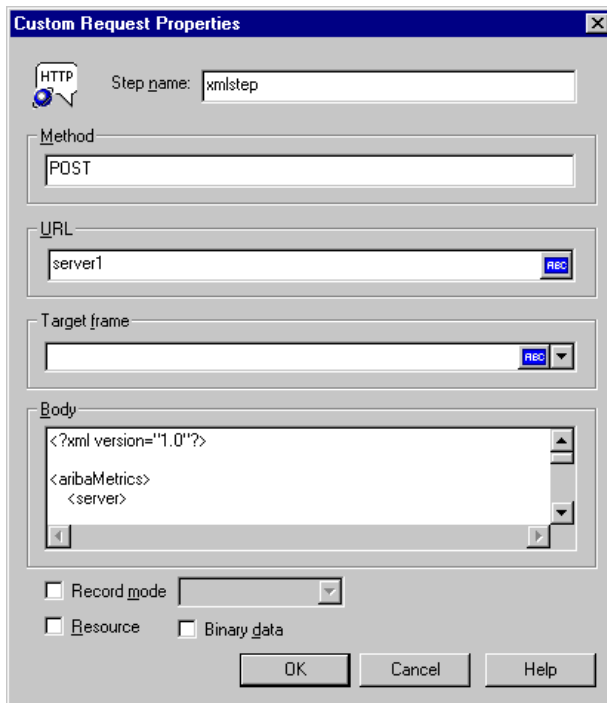 Custom Request Properties
HTTP
Step name: xmlstep
Method
POST
URL
server1 ABC
Target frame
ABC
Body
<?xml version="1.0"?>
<aribaMetrics>
<server>
Record mode
Resource Binary data
OK Cancel Help